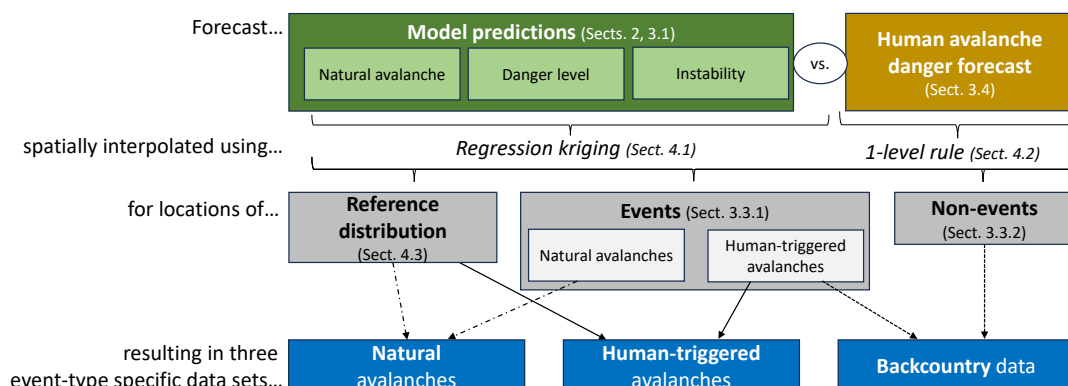 Forecast...
Model predictions (Sects. 2, 3.1)
Natural avalanche
Danger level
Instability
vs.
Human avalanche
danger forecast
(Sect. 3.4)
spatially interpolated using...
Regression kriging (Sect. 4.1)
1-level rule (Sect. 4.2)
for locations of...
Reference
distribution
(Sect. 4.3)
Events (Sect. 3.3.1)
Natural avalanches
Human-triggered
avalanches
Non-events
(Sect. 3.3.2)
resulting in three
event-type specific data sets...
Natural
avalanches
Human-triggered
avalanches
Backcountry data